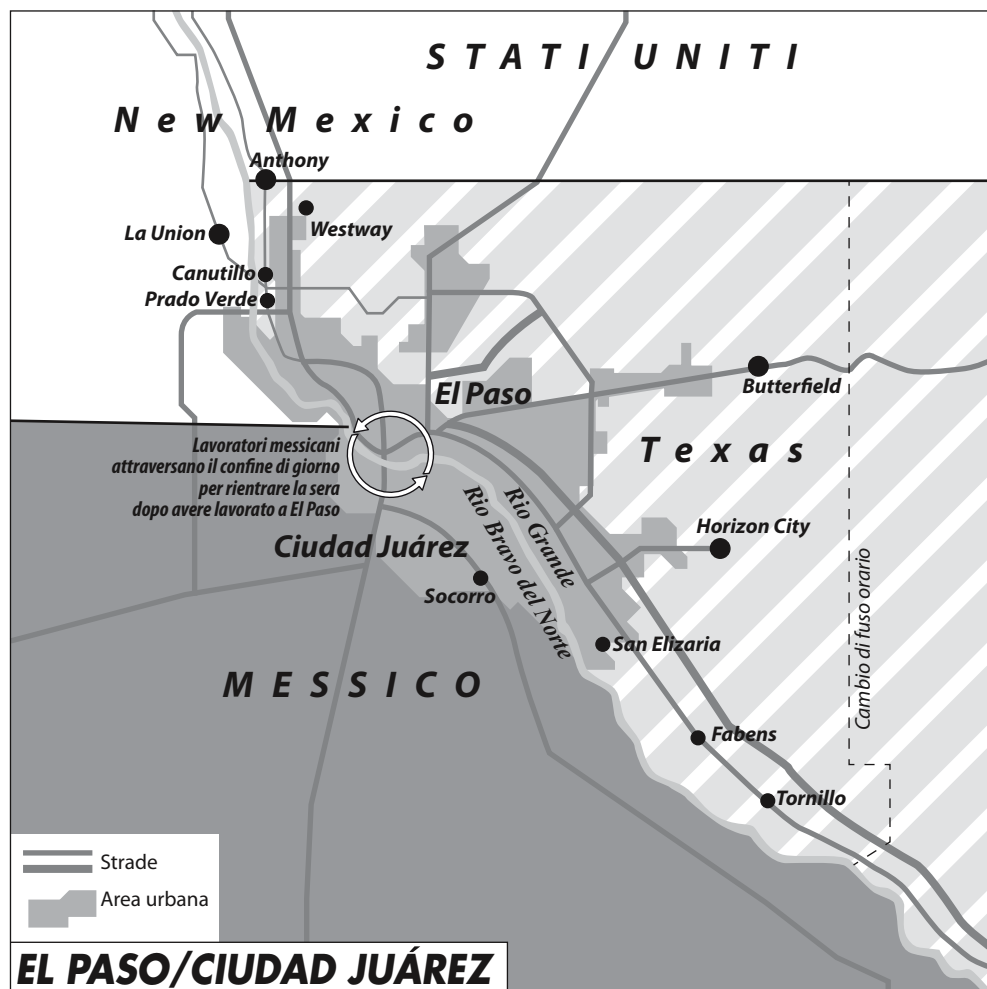 STATI UNITI
New Mexico
Anthony
Westway
La Union
Canutillo
Prado Verde
El Paso
Butterfield
Texas
Lavoratori messicani
attraversano il confine di giorno
per rientrare la sera
dopo avere lavorato a El Paso
Rio Grande
Rio Bravo del Norte
Horizon City
Ciudad Juárez
Socorro
San Elizaria
Cambio di fuso orario
MESSICO
Fabens
Tornillo
Strade
Area urbana
EL PASO/CIUDAD JUÁREZ